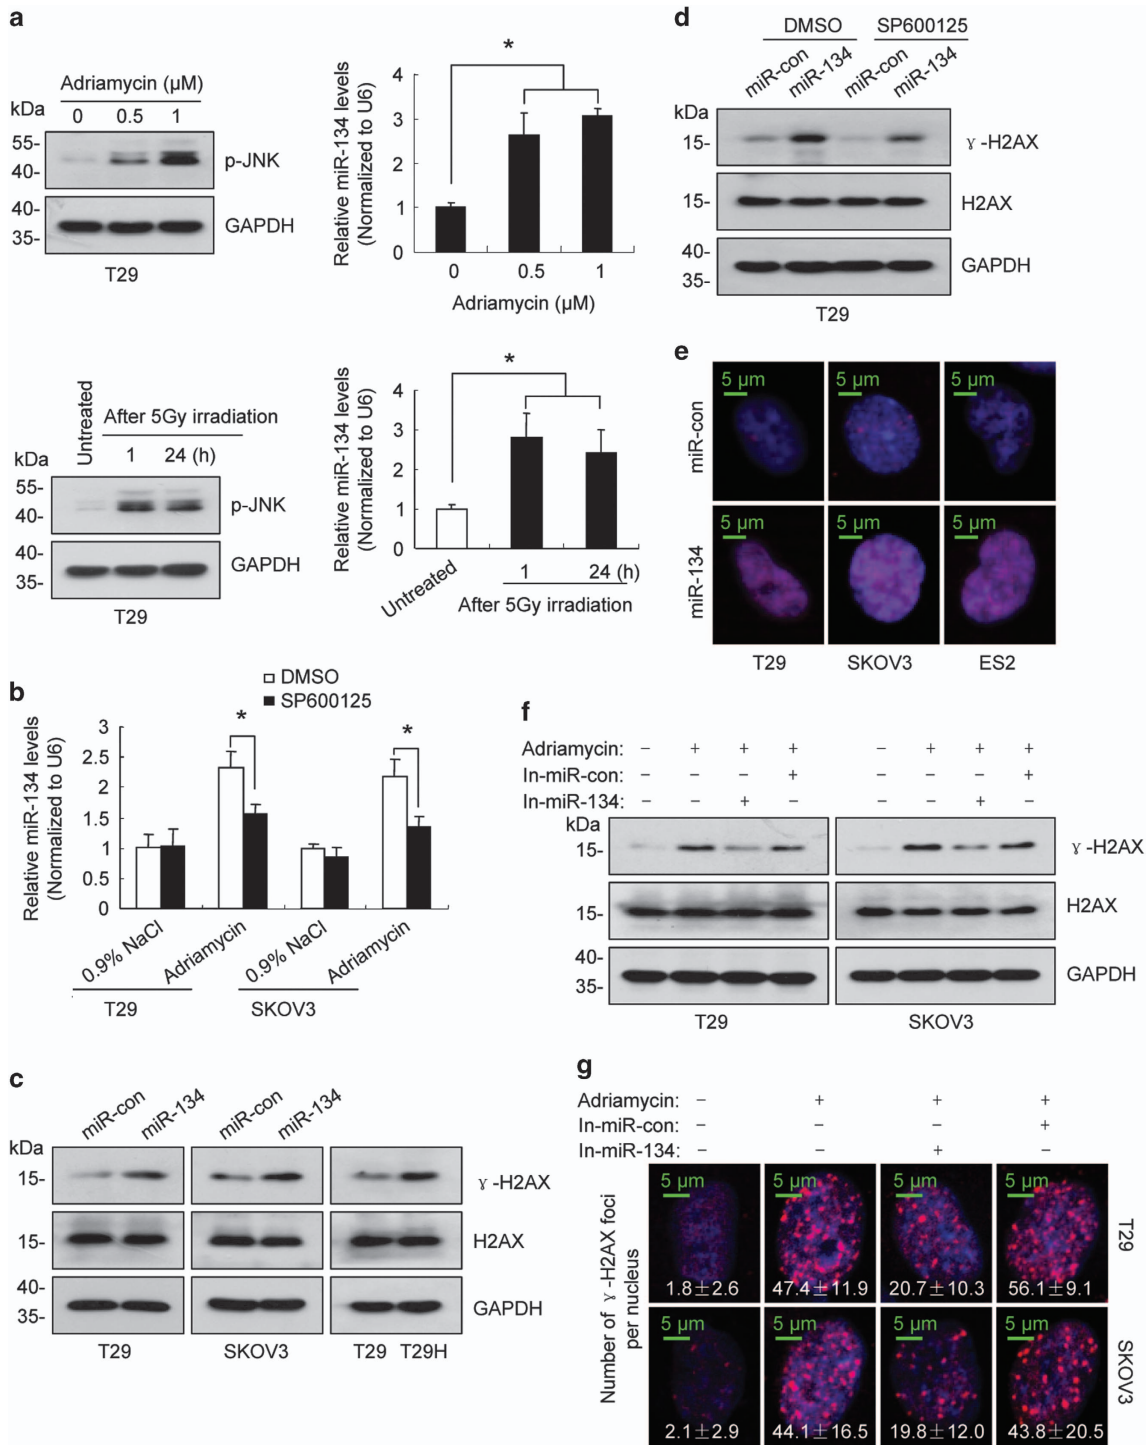 a
Adriamycin (µM)
kDa
0 0.5 1
55-
40-
p-JNK
40-
35-
GAPDH
T29
Relative miR-134 levels
(Normalized to U6)
*
4
3
2
1
0
0 0.5 1
Adriamycin (µM)
Untreated
After 5Gy irradiation
kDa
1 24 (h)
55-
40-
p-JNK
40-
35-
GAPDH
T29
Relative miR-134 levels
(Normalized to U6)
*
4
3
2
1
0
Untreated
1 24 (h)
After 5Gy irradiation
b
DMSO
SP600125
Relative miR-134 levels
(Normalized to U6)
3
2.5
2
1.5
1
0.5
0
* *
0.9% NaCl Adriamycin 0.9% NaCl Adriamycin
T29 SKOV3
c
miR-con miR-134 miR-con miR-134
kDa
15- ɣ-H2AX
15- H2AX
40-
35-
GAPDH
T29 SKOV3 T29 T29H
d
DMSO SP600125
miR-con miR-134 miR-con miR-134
kDa
15- ɣ-H2AX
15- H2AX
40-
35-
GAPDH
T29
e
miR-con
5 µm 5 µm 5 µm
miR-134
5 µm 5 µm 5 µm
T29 SKOV3 ES2
f
Adriamycin: – + + + – + + +
In-miR-con: – – – + – – – +
In-miR-134: – – + – – – + –
kDa
15- ɣ-H2AX
15- H2AX
40-
35-
GAPDH
T29 SKOV3
g
Adriamycin: – + + +
In-miR-con: – – – +
In-miR-134: – – + –
Number of ɣ-H2AX foci
per nucleus
5 µm 5 µm 5 µm 5 µm
1.8±2.6 47.4±11.9 20.7±10.3 56.1±9.1
T29
5 µm 5 µm 5 µm 5 µm
2.1±2.9 44.1±16.5 19.8±12.0 43.8±20.5
SKOV3